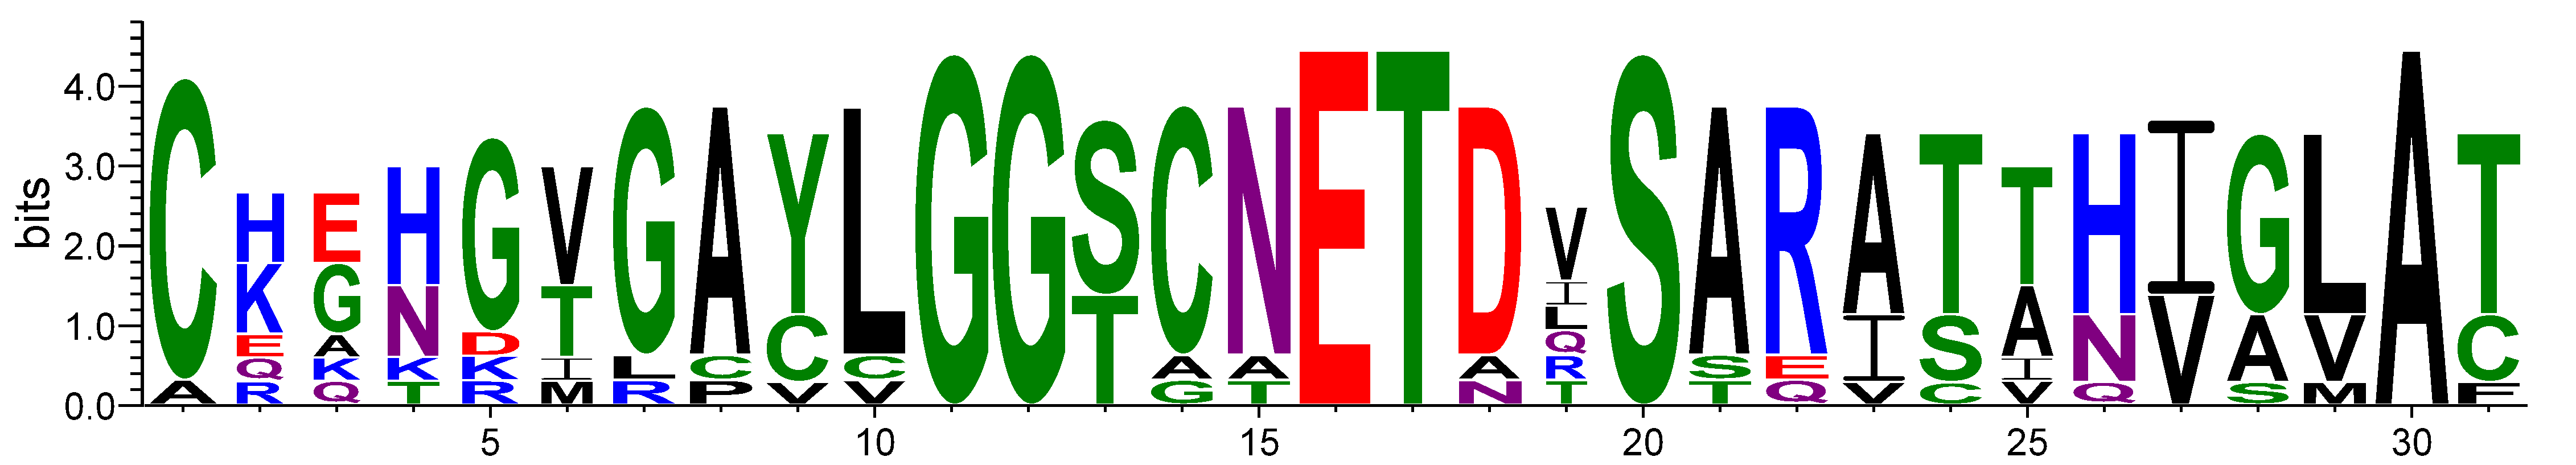 bits
4.0
3.0
2.0
1.0
0.0
C H E H G V G A Y L G G S C N E T D V S A R A T T H I G L A T
A K G N D T L C C C T A A A I S E I S A N V A V C
E A K K I R P V V G T N L T Q V C I Q S M F
Q K T R M Q V
R Q R
T
5 10 15 20 25 30